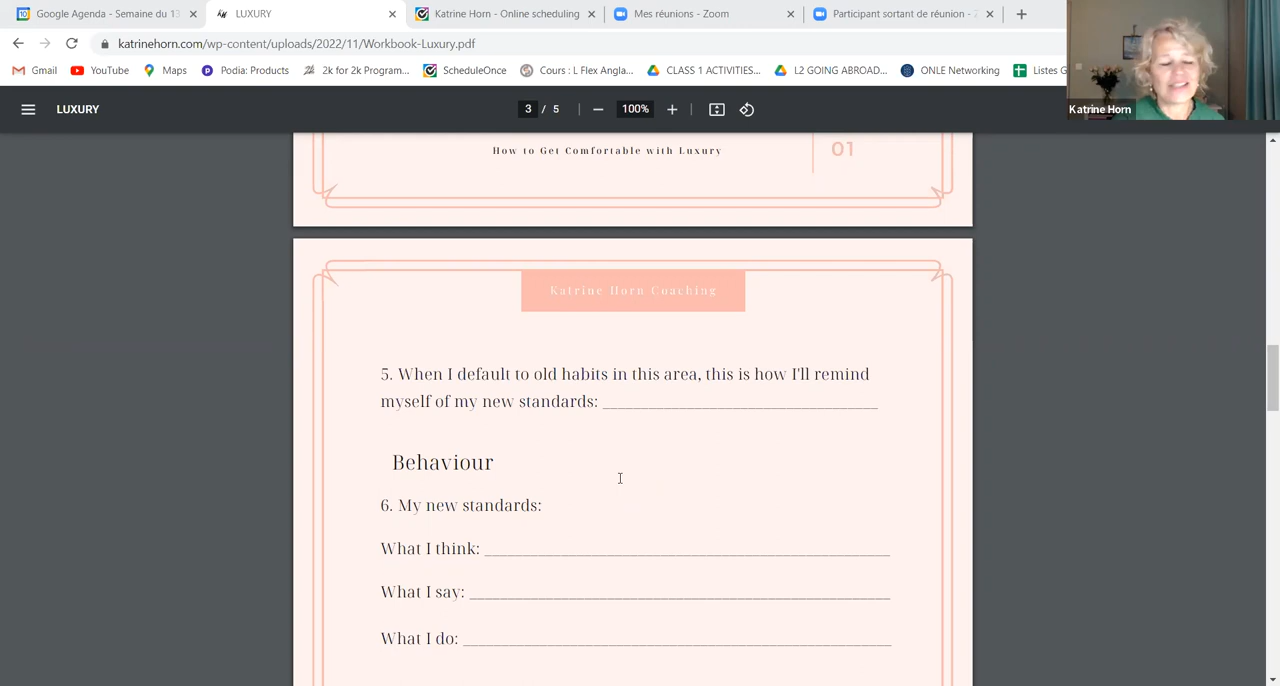 Google Agenda - Semaine du 13
LUXURY
Katrine Horn - Online scheduling
Mes réunions - Zoom
Participant sortant de réunion -
katrinehorn.com/wp-content/uploads/2022/11/Workbook-Luxury.pdf
Gmail
YouTube
Maps
Podia: Products
2k for 2k Program...
ScheduleOnce
Cours : L Flex Angla...
CLASS 1 ACTIVITIES...
L2 GOING ABROAD...
ONLE Networking
Listes G
LUXURY
3 / 5
100%
Katrine Horn
How to Get Comfortable with Luxury
01
Katrine Horn Coaching
5. When I default to old habits in this area, this is how I'll remind
myself of my new standards:
Behaviour
6. My new standards:
What I think:
What I say:
What I do: